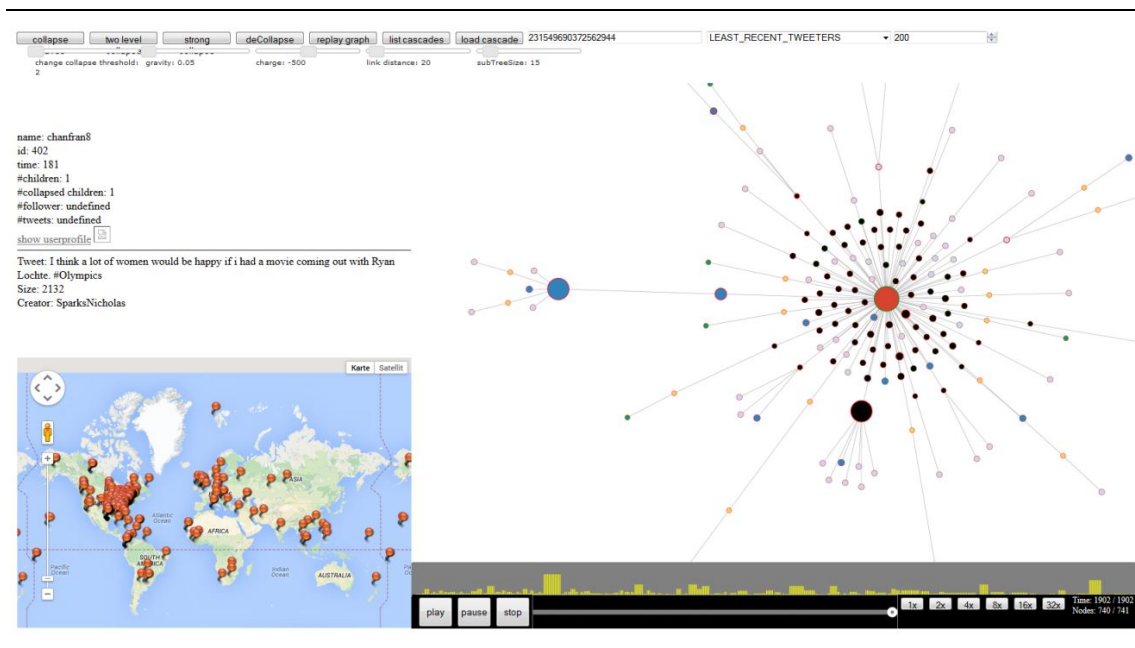 collapse two level strong deCollapse replay graph list cascades load cascade 231549690372562944 LEAST_RECENT_TWEETERS 200
change collapse threshold: gravity: 0.05 charge: -500 link distance: 20 subTreeSize: 15
2
name: chanfran8
id: 402
time: 181
#children: 1
#collapsed children: 1
#follower: undefined
#tweets: undefined
show userprofile
Tweet: I think a lot of women would be happy if i had a movie coming out with Ryan
Lochte. #Olympics
Size: 2132
Creator: SparksNicholas
Karte Satellit
ASIA
Atlantic
Ocean
AFRICA
SOUTH
AMERICA
Pacific
Ocean
Indian
Ocean
AUSTRALIA
play pause stop
1x 2x 4x 8x 16x 32x
Time: 1902 / 1902
Nodes: 740 / 741